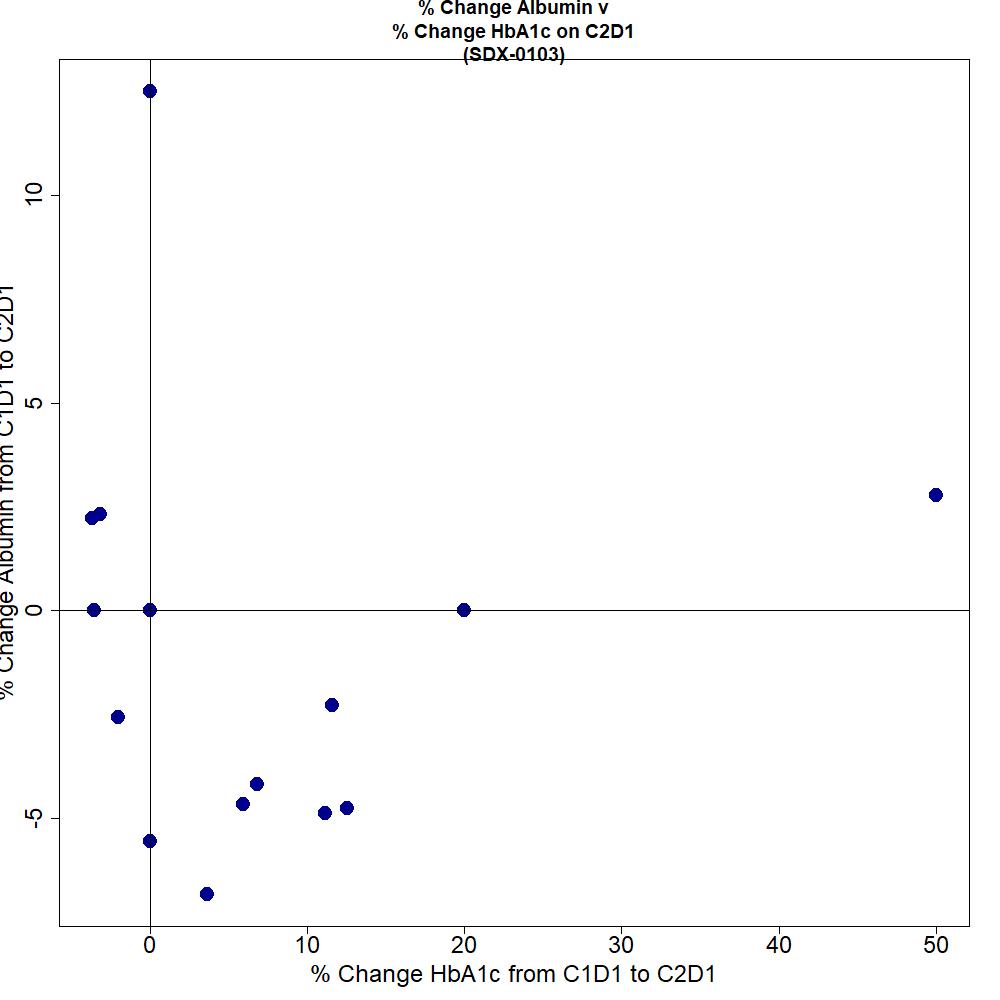 % Change Albumin v
% Change HbA1c on C2D1
(SDX-0103)
% Change Albumin from C1D1 to C2D1
10
5
0
-5
0 10 20 30 40 50
% Change HbA1c from C1D1 to C2D1